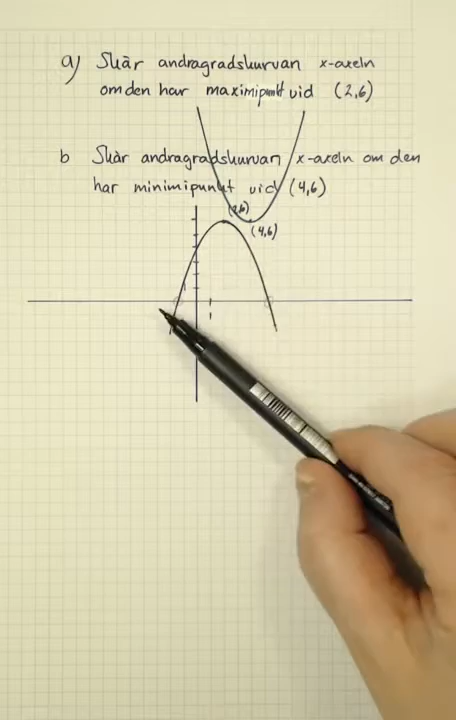 a) Skär andragradskurvan x-axeln
om den har maximipunkt vid (2,6)
b Skär andragradskurvan x-axeln om den
har minimipunkt vid (4,6)
(2,6)
(4,6)
1